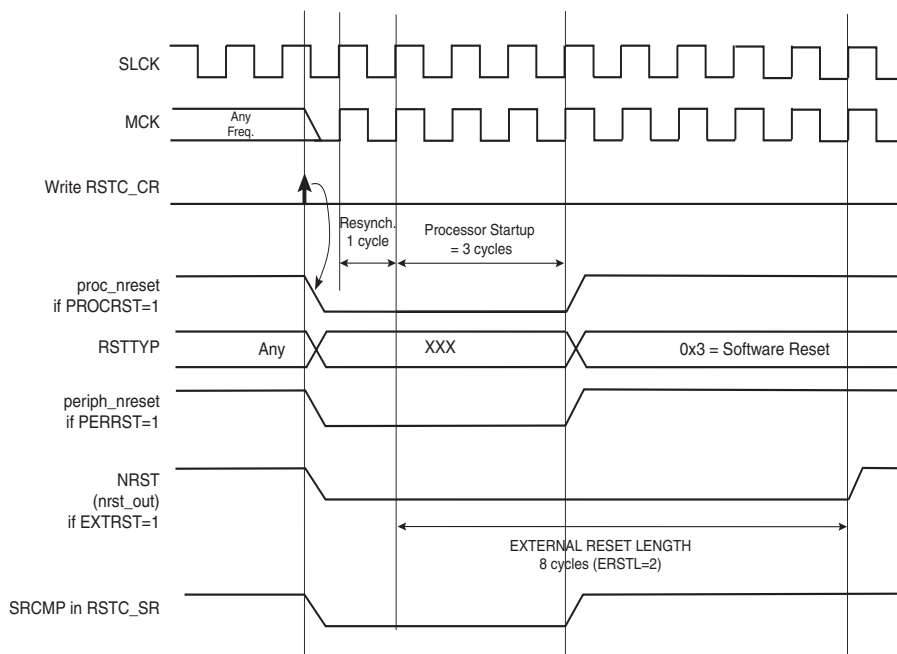 SLCK
MCK
Any
Freq.
Write RSTC_CR
Resynch.
1 cycle
Processor Startup
= 3 cycles
proc_nreset
if PROCRST=1
RSTTYP
Any
XXX
0x3 = Software Reset
periph_nreset
if PERRST=1
NRST
(nrst_out)
if EXTRST=1
EXTERNAL RESET LENGTH
8 cycles (ERSTL=2)
SRCMP in RSTC_SR